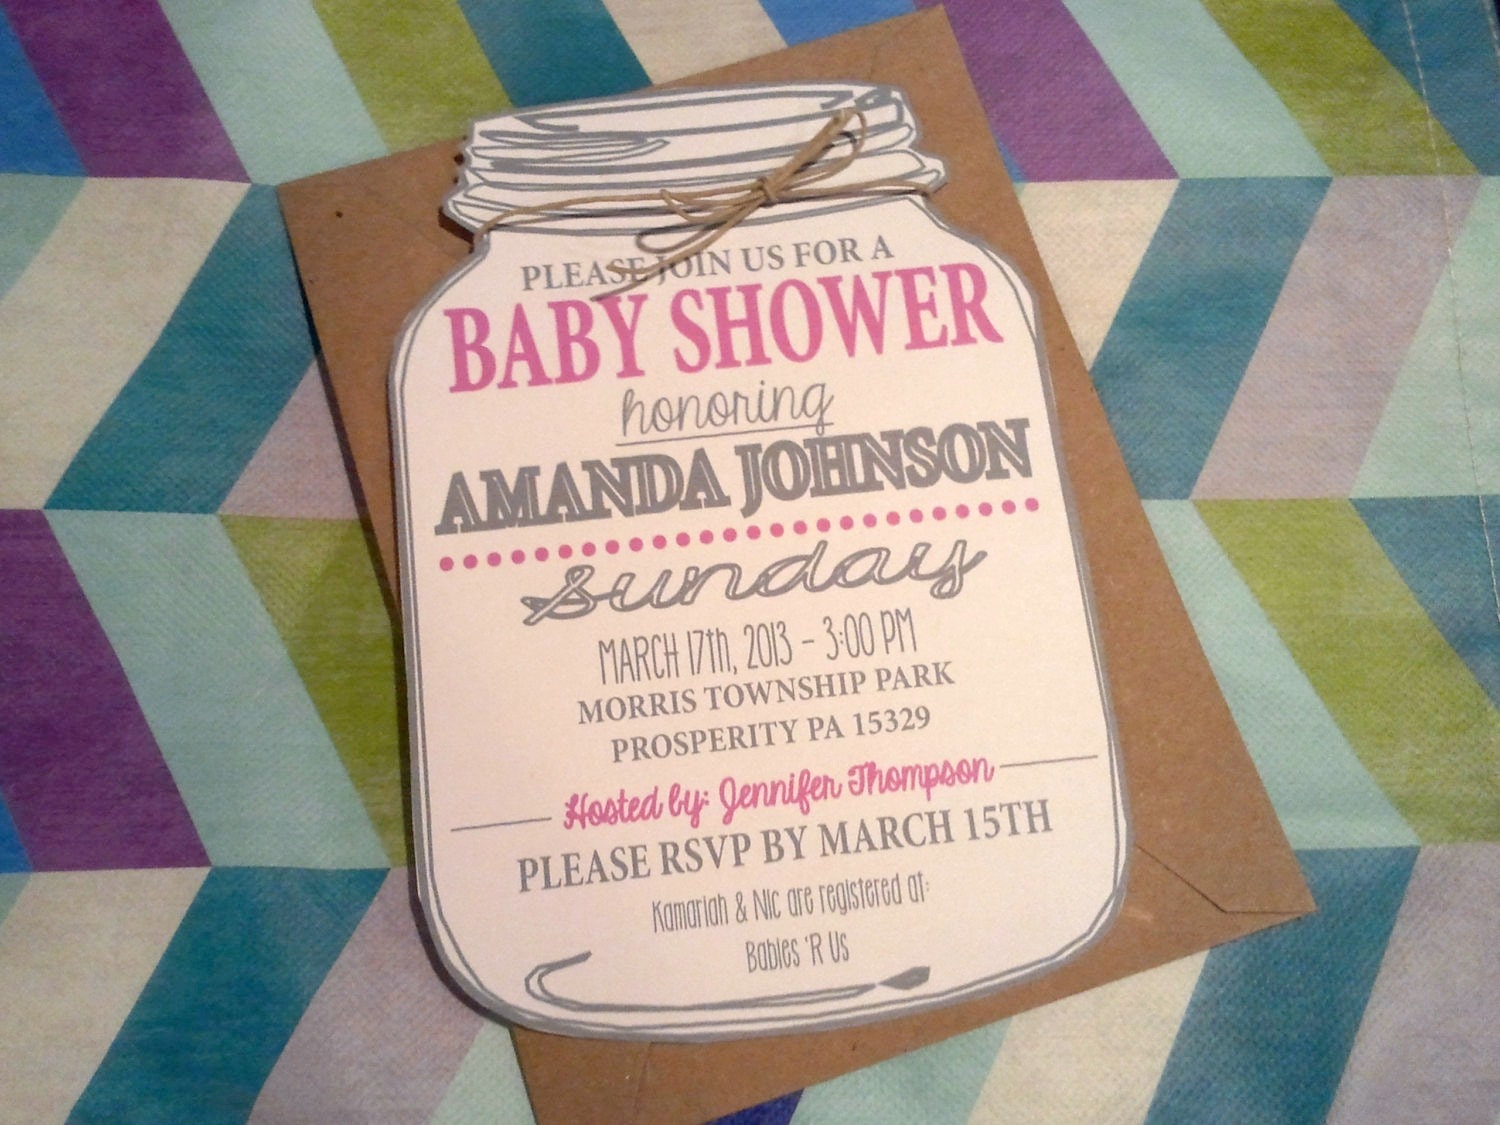 PLEASE JOIN US FOR A
BABY SHOWER
honoring
AMANDA JOHNSON
Sunday
MARCH 17th, 2013 - 3:00 PM
MORRIS TOWNSHIP PARK
PROSPERITY PA 15329
Hosted by: Jennifer Thompson
PLEASE RSVP BY MARCH 15TH
Kamariah & Nic are registered at:
Babies 'R Us